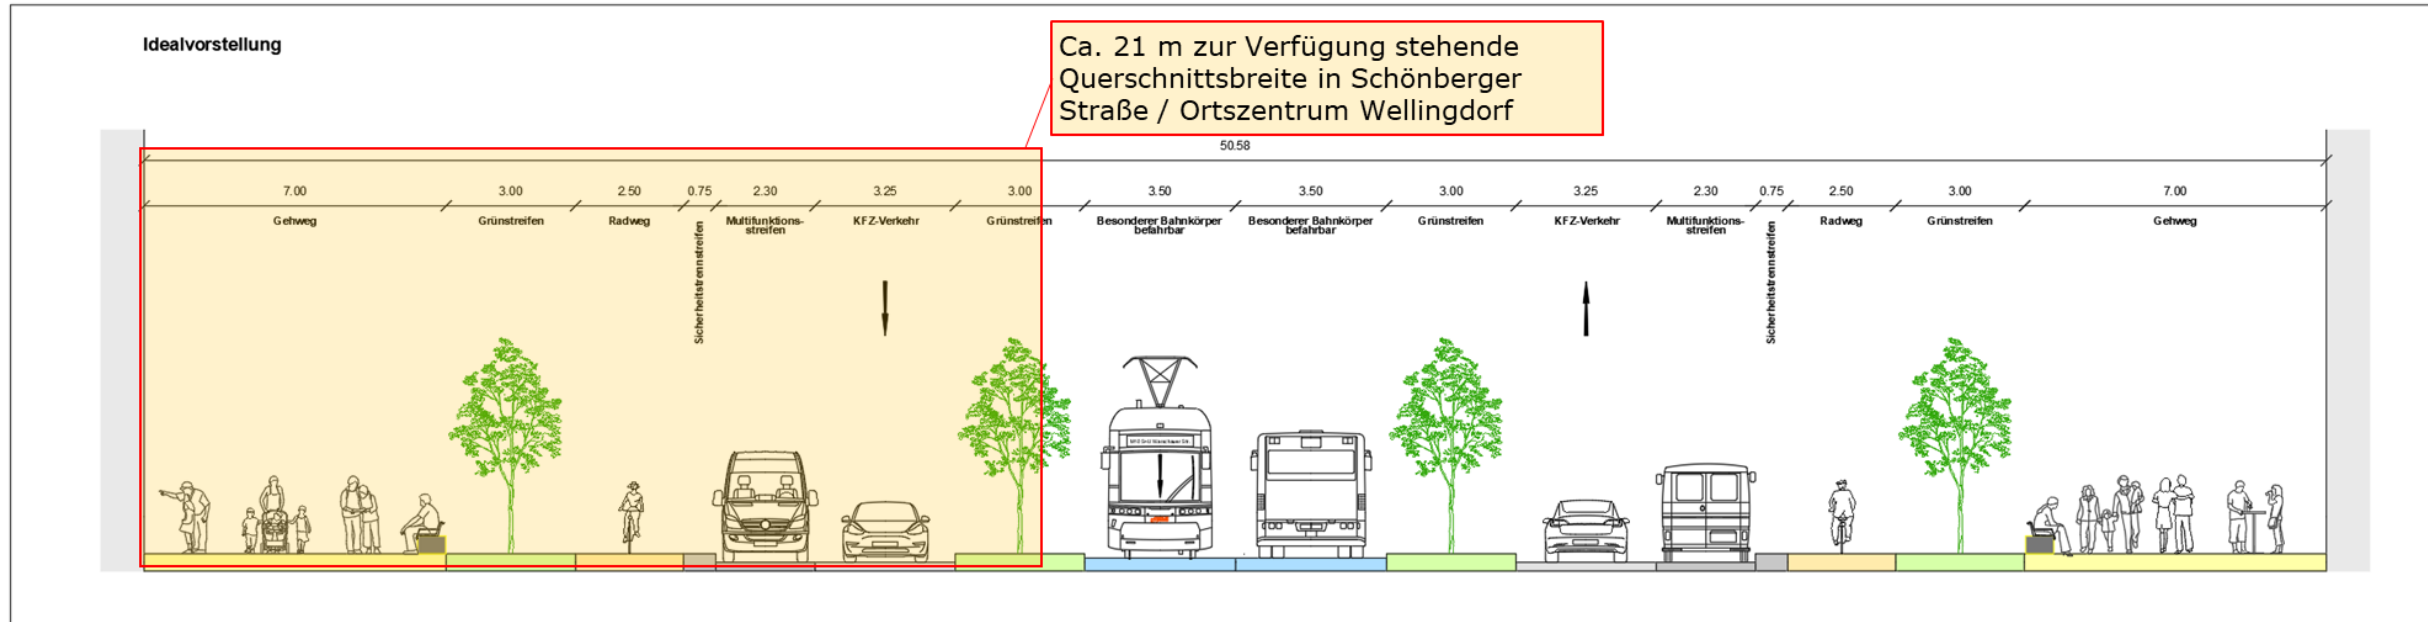 Idealvorstellung
Ca. 21 m zur Verfügung stehende
Querschnittsbreite in Schönberger
Straße / Ortszentrum Wellingdorf
50.58
7.00
3.00
2.50
0.75
2.30
3.25
3.00
3.50
3.50
3.00
3.25
2.30
0.75
2.50
3.00
7.00
Gehweg
Grünstreifen
Radweg
Sicherheitstrennstreifen
Multifunktions-
streifen
KFZ-Verkehr
Grünstreifen
Besonderer Bahnkörper
befahrbar
Besonderer Bahnkörper
befahrbar
Grünstreifen
KFZ-Verkehr
Multifunktions-
streifen
Sicherheitstrennstreifen
Radweg
Grünstreifen
Gehweg